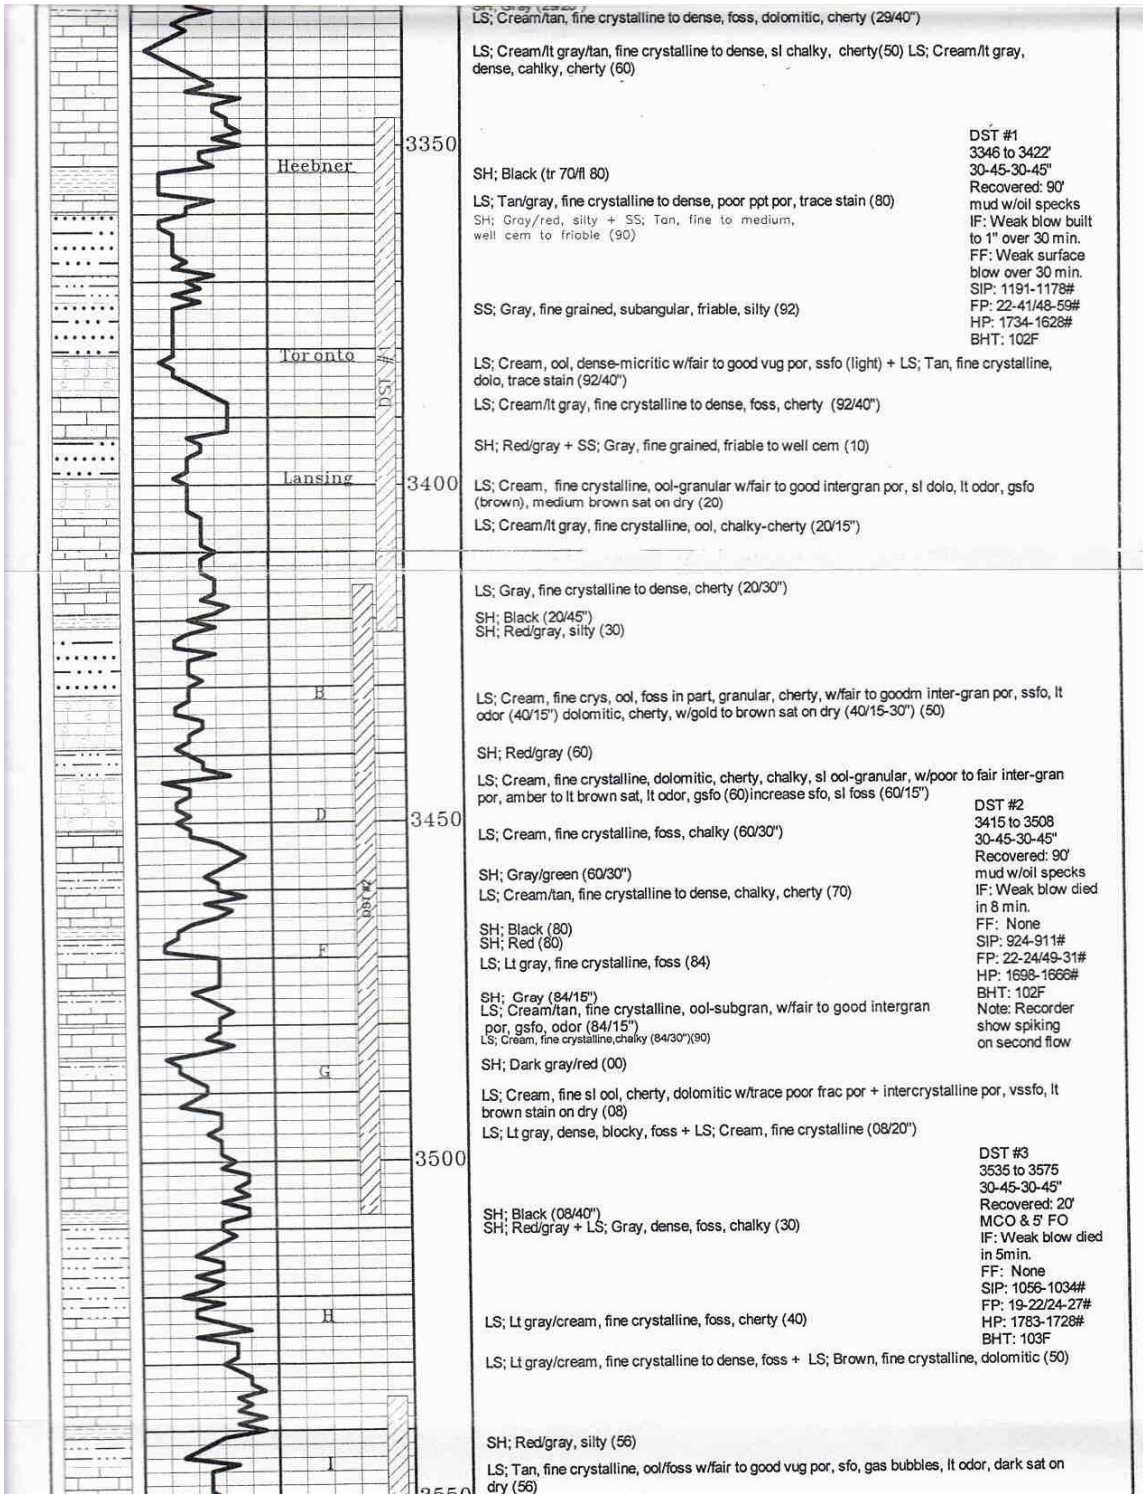 LS; Cream/tan, fine crystalline to dense, foss, dolomitic, cherty (29/40")
LS; Cream/lt gray/tan, fine crystalline to dense, sl chalky, cherty(50) LS; Cream/lt gray,
dense, cahlky, cherty (60)
3350
DST #1
3346 to 3422'
30-45-30-45"
Recovered: 90'
mud w/oil specks
IF: Weak blow built
to 1" over 30 min.
FF: Weak surface
blow over 30 min.
SIP: 1191-1178#
FP: 22-41/48-59#
HP: 1734-1628#
BHT: 102F
Heebner
SH; Black (tr 70/fl 80)
LS; Tan/gray, fine crystalline to dense, poor ppt por, trace stain (80)
SH; Gray/red, silty + SS; Tan, fine to medium,
well cem to friable (90)
SS; Gray, fine grained, subangular, friable, silty (92)
Toronto
DST #
LS; Cream, ool, dense-micritic w/fair to good vug por, ssfo (light) + LS; Tan, fine crystalline,
dolo, trace stain (92/40")
LS; Cream/lt gray, fine crystalline to dense, foss, cherty (92/40")
SH; Red/gray + SS; Gray, fine grained, friable to well cem (10)
Lansing
3400
LS; Cream, fine crystalline, ool-granular w/fair to good intergran por, sl dolo, lt odor, gsfo
(brown), medium brown sat on dry (20)
LS; Cream/lt gray, fine crystalline, ool, chalky-cherty (20/15")
LS; Gray, fine crystalline to dense, cherty (20/30")
SH; Black (20/45")
SH; Red/gray, silty (30)
B
LS; Cream, fine crys, ool, foss in part, granular, cherty, w/fair to goodm inter-gran por, ssfo, lt
odor (40/15") dolomitic, cherty, w/gold to brown sat on dry (40/15-30") (50)
SH; Red/gray (60)
LS; Cream, fine crystalline, dolomitic, cherty, chalky, sl ool-granular, w/poor to fair inter-gran
por, amber to lt brown sat, lt odor, gsfo (60)increase sfo, sl foss (60/15")
D
3450
LS; Cream, fine crystalline, foss, chalky (60/30")
DST #2
3415 to 3508
30-45-30-45"
Recovered: 90'
mud w/oil specks
IF: Weak blow died
in 8 min.
FF: None
SIP: 924-911#
FP: 22-24/49-31#
HP: 1698-1666#
BHT: 102F
Note: Recorder
show spiking
on second flow
SH; Gray/green (60/30")
LS; Cream/tan, fine crystalline to dense, chalky, cherty (70)
DST #2
SH; Black (80)
SH; Red (80)
F
LS; Lt gray, fine crystalline, foss (84)
SH; Gray (84/15")
LS; Cream/tan, fine crystalline, ool-subgran, w/fair to good intergran
por, gsfo, odor (84/15")
LS; Cream, fine crystalline,chalky (84/30")(90)
SH; Dark gray/red (00)
G
LS; Cream, fine sl ool, cherty, dolomitic w/trace poor frac por + intercrystalline por, vssfo, lt
brown stain on dry (08)
LS; Lt gray, dense, blocky, foss + LS; Cream, fine crystalline (08/20")
3500
DST #3
3535 to 3575
30-45-30-45"
Recovered: 20'
MCO & 5' FO
IF: Weak blow died
in 5min.
FF: None
SIP: 1056-1034#
FP: 19-22/24-27#
HP: 1783-1728#
BHT: 103F
SH; Black (08/40")
SH; Red/gray + LS; Gray, dense, foss, chalky (30)
H
LS; Lt gray/cream, fine crystalline, foss, cherty (40)
LS; Lt gray/cream, fine crystalline to dense, foss + LS; Brown, fine crystalline, dolomitic (50)
SH; Red/gray, silty (56)
I
LS; Tan, fine crystalline, ool/foss w/fair to good vug por, sfo, gas bubbles, lt odor, dark sat on
dry (56)
3550